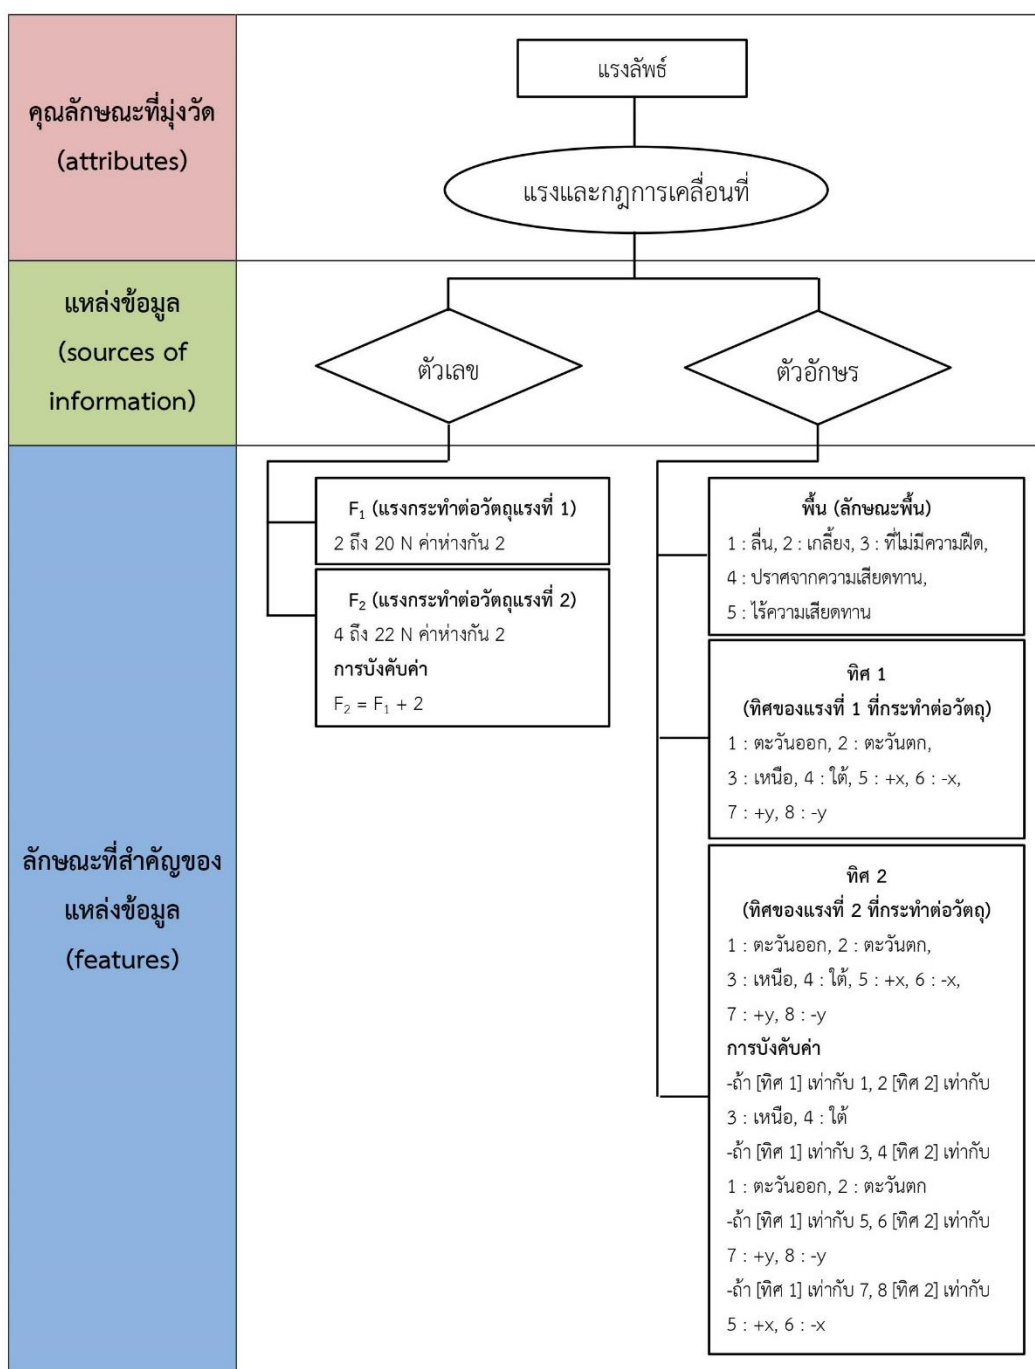 คุณลักษณะที่มุ่งวัด
(attributes)
แรงลัพธ์
แรงและกฎการเคลื่อนที่
แหล่งข้อมูล
(sources of
information)
ตัวเลข
ตัวอักษร
ลักษณะที่สำคัญของ
แหล่งข้อมูล
(features)
F₁ (แรงกระทำต่อวัตถุแรงที่ 1)
2 ถึง 20 N ค่าห่างกัน 2
F₂ (แรงกระทำต่อวัตถุแรงที่ 2)
4 ถึง 22 N ค่าห่างกัน 2
การบังคับค่า
F₂ = F₁ + 2
พื้น (ลักษณะพื้น)
1 : ลื่น, 2 : เกลี้ยง, 3 : ที่ไม่มีความฝืด,
4 : ปราศจากความเสียดทาน,
5 : ไร้ความเสียดทาน
ทิศ 1
(ทิศของแรงที่ 1 ที่กระทำต่อวัตถุ)
1 : ตะวันออก, 2 : ตะวันตก,
3 : เหนือ, 4 : ใต้, 5 : +x, 6 : -x,
7 : +y, 8 : -y
ทิศ 2
(ทิศของแรงที่ 2 ที่กระทำต่อวัตถุ)
1 : ตะวันออก, 2 : ตะวันตก,
3 : เหนือ, 4 : ใต้, 5 : +x, 6 : -x,
7 : +y, 8 : -y
การบังคับค่า
-ถ้า [ทิศ 1] เท่ากับ 1, 2 [ทิศ 2] เท่ากับ
3 : เหนือ, 4 : ใต้
-ถ้า [ทิศ 1] เท่ากับ 3, 4 [ทิศ 2] เท่ากับ
1 : ตะวันออก, 2 : ตะวันตก
-ถ้า [ทิศ 1] เท่ากับ 5, 6 [ทิศ 2] เท่ากับ
7 : +y, 8 : -y
-ถ้า [ทิศ 1] เท่ากับ 7, 8 [ทิศ 2] เท่ากับ
5 : +x, 6 : -x